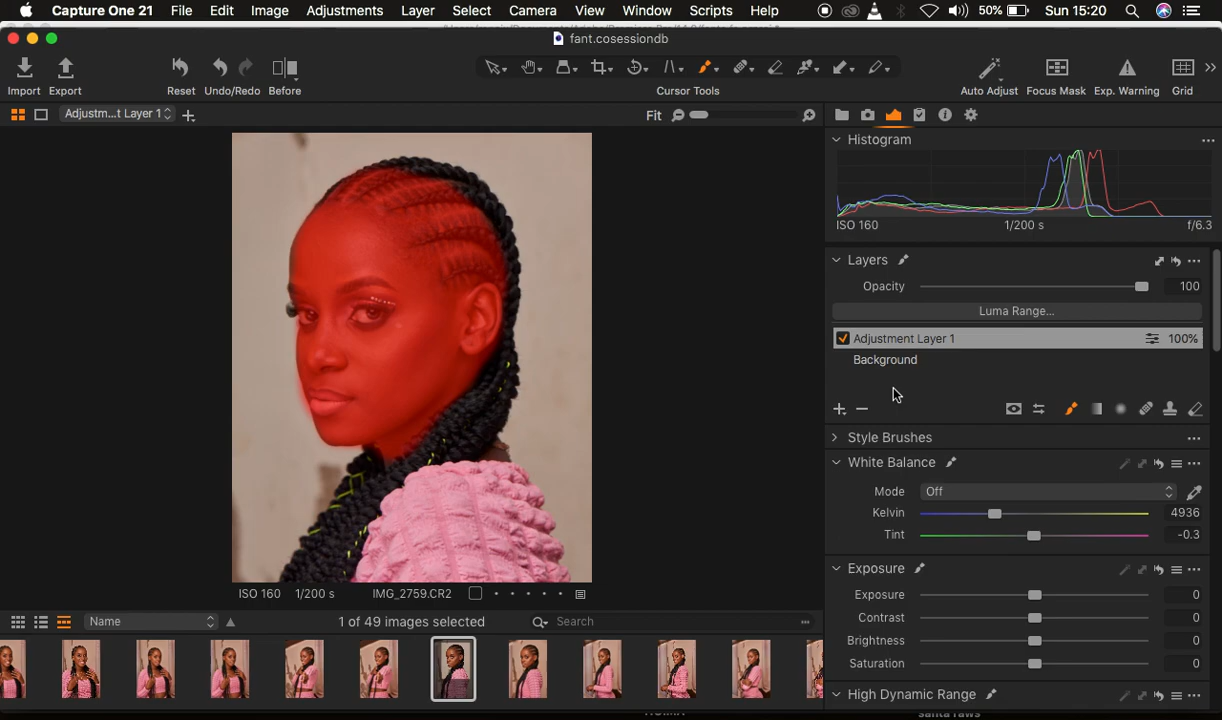 Capture One 21 File Edit Image Adjustments Layer Select Camera View Window Scripts Help 50% Sun 15:20
fant.cosessiondb
Import Export Reset Undo/Redo Before Cursor Tools Auto Adjust Focus Mask Exp. Warning Grid
Adjustm...t Layer 1 Fit
Histogram
ISO 160 1/200 s f/6.3
Layers
Opacity 100
Luma Range...
Adjustment Layer 1 100%
Background
Style Brushes
White Balance
Mode Off
Kelvin 4936
Tint -0.3
Exposure
Exposure 0
Contrast 0
Brightness 0
Saturation 0
High Dynamic Range
ISO 160 1/200 s IMG_2759.CR2
Name 1 of 49 images selected Search